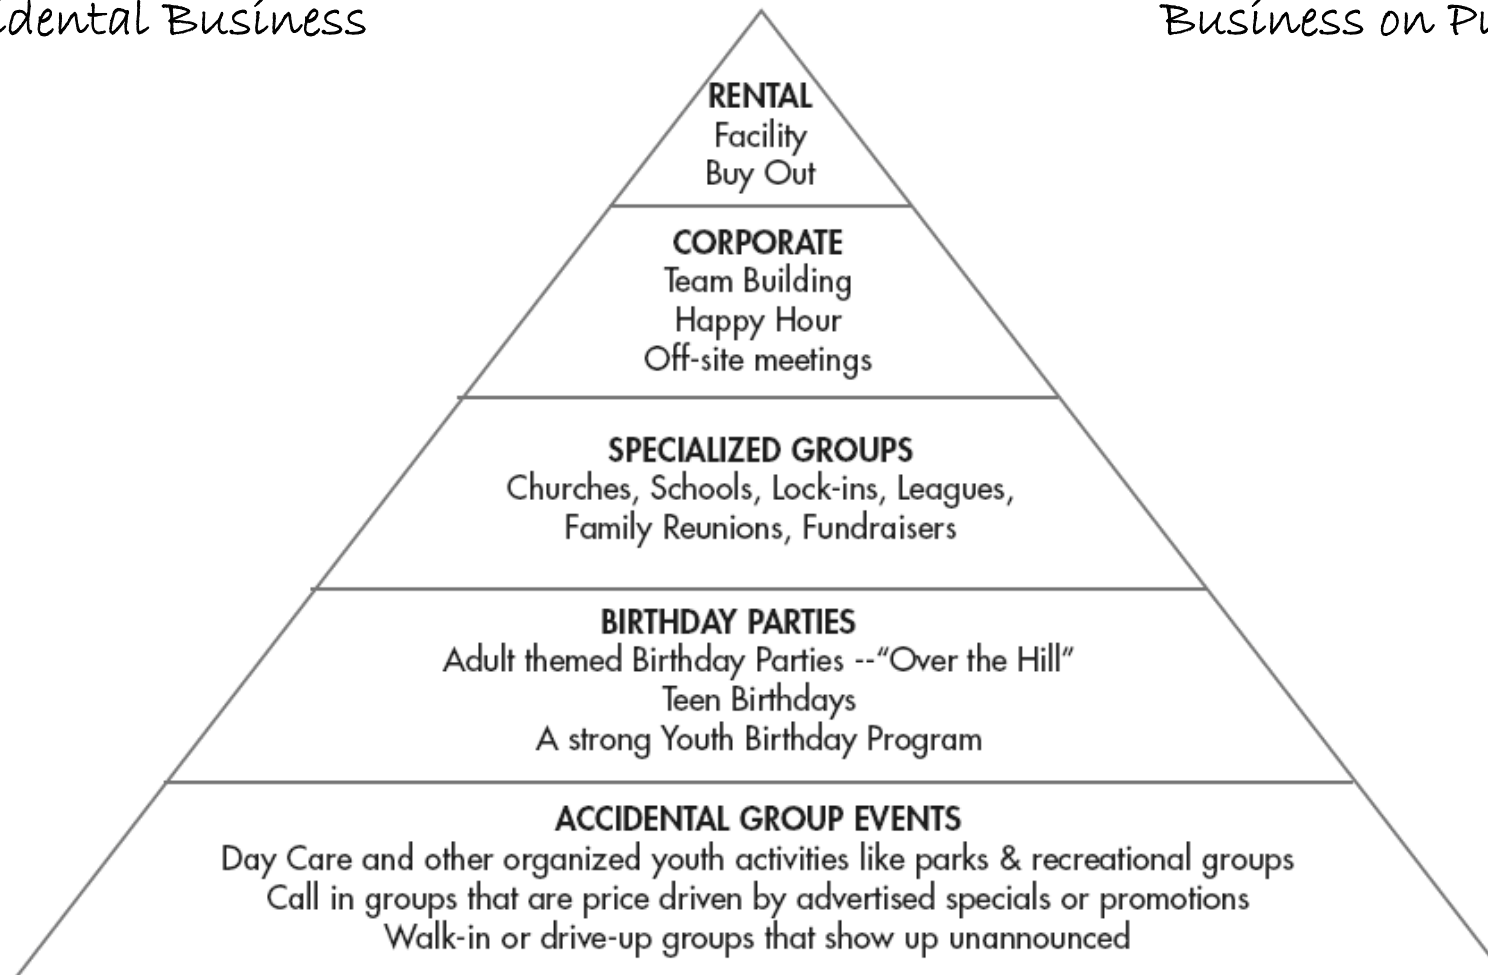 idental Business
Business on Pu
RENTAL
Facility
Buy Out
CORPORATE
Team Building
Happy Hour
Off-site meetings
SPECIALIZED GROUPS
Churches, Schools, Lock-ins, Leagues,
Family Reunions, Fundraisers
BIRTHDAY PARTIES
Adult themed Birthday Parties --“Over the Hill”
Teen Birthdays
A strong Youth Birthday Program
ACCIDENTAL GROUP EVENTS
Day Care and other organized youth activities like parks & recreational groups
Call in groups that are price driven by advertised specials or promotions
Walk-in or drive-up groups that show up unannounced